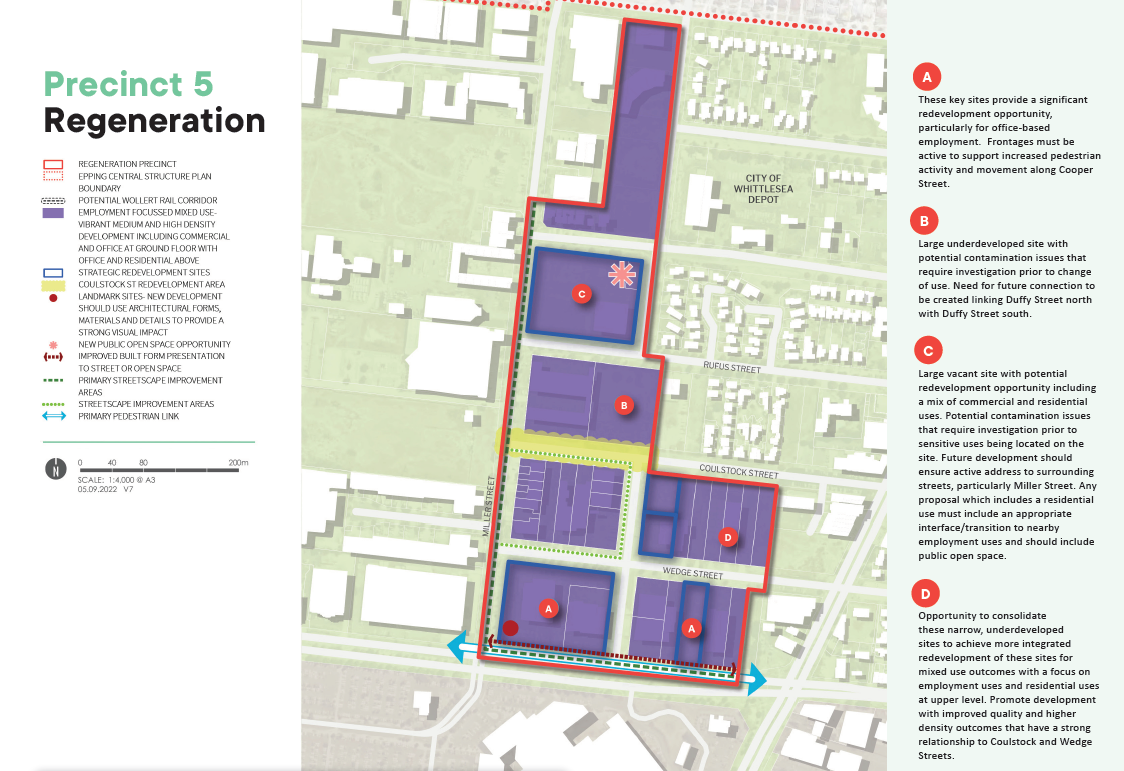 Precinct 5
Regeneration
REGENERATION PRECINCT
EPPING CENTRAL STRUCTURE PLAN
BOUNDARY
POTENTIAL WOLLERT RAIL CORRIDOR
EMPLOYMENT FOCUSSED MIXED USE-
VIBRANT MEDIUM AND HIGH DENSITY
DEVELOPMENT INCLUDING COMMERCIAL
AND OFFICE AT GROUND FLOOR WITH
OFFICE AND RESIDENTIAL ABOVE
STRATEGIC REDEVELOPMENT SITES
COULSTOCK ST REDEVELOPMENT AREA
LANDMARK SITES- NEW DEVELOPMENT
SHOULD USE ARCHITECTURAL FORMS,
MATERIALS AND DETAILS TO PROVIDE A
STRONG VISUAL IMPACT
NEW PUBLIC OPEN SPACE OPPORTUNITY
IMPROVED BUILT FORM PRESENTATION
TO STREET OR OPEN SPACE
PRIMARY STREETSCAPE IMPROVEMENT
AREAS
STREETSCAPE IMPROVEMENT AREAS
PRIMARY PEDESTRIAN LINK
N
0 40 80 200m
SCALE: 1:4,000 @ A3
05.09.2022 V7
CITY OF
WHITTLESEA
DEPOT
C
RUFUS STREET
B
COULSTOCK STREET
MILLER STREET
D
WEDGE STREET
A
A
A
These key sites provide a significant
redevelopment opportunity,
particularly for office-based
employment. Frontages must be
active to support increased pedestrian
activity and movement along Cooper
Street.
B
Large underdeveloped site with
potential contamination issues that
require investigation prior to change
of use. Need for future connection to
be created linking Duffy Street north
with Duffy Street south.
C
Large vacant site with potential
redevelopment opportunity including
a mix of commercial and residential
uses. Potential contamination issues
that require investigation prior to
sensitive uses being located on the
site. Future development should
ensure active address to surrounding
streets, particularly Miller Street. Any
proposal which includes a residential
use must include an appropriate
interface/transition to nearby
employment uses and should include
public open space.
D
Opportunity to consolidate
these narrow, underdeveloped
sites to achieve more integrated
redevelopment of these sites for
mixed use outcomes with a focus on
employment uses and residential uses
at upper level. Promote development
with improved quality and higher
density outcomes that have a strong
relationship to Coulstock and Wedge
Streets.